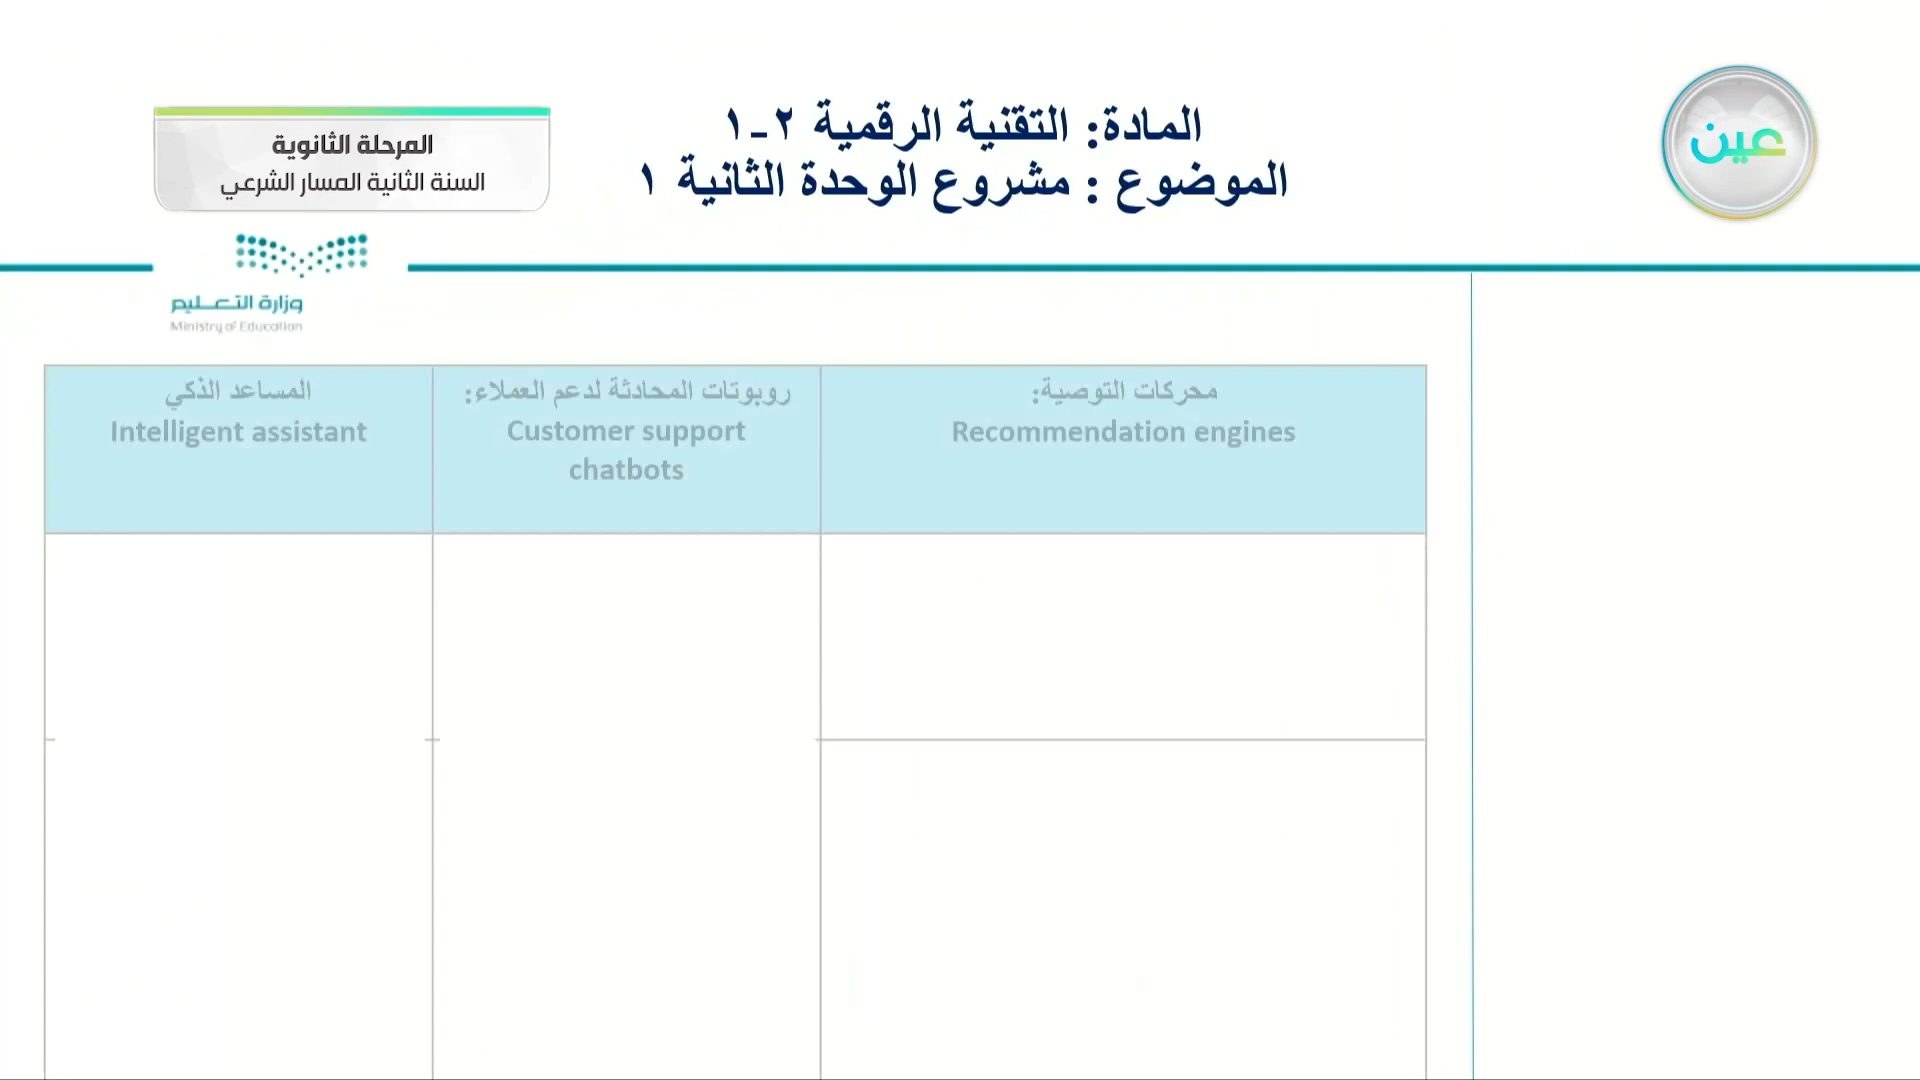 عين
المادة: التقنية الرقمية ٢-١
الموضوع : مشروع الوحدة الثانية ١
المرحلة الثانوية
السنة الثانية المسار الشرعي
وزارة التعليم
Ministry of Education
محركات التوصية:
Recommendation engines
روبوتات المحادثة لدعم العملاء:
Customer support
chatbots
المساعد الذكي
Intelligent assistant